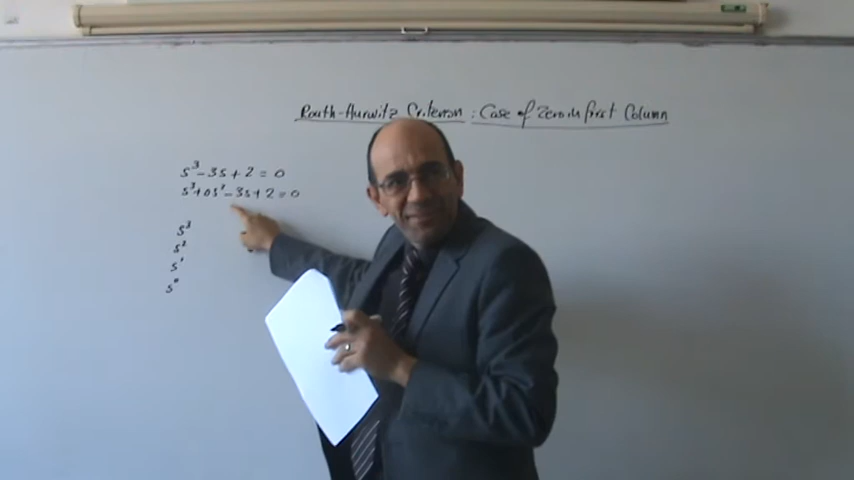 Routh-Hurwitz Criterion : Case of Zero in first Column
s³ - 3s + 2 = 0
s³ + 0s² - 3s + 2 = 0
s³
s²
s¹
s⁰